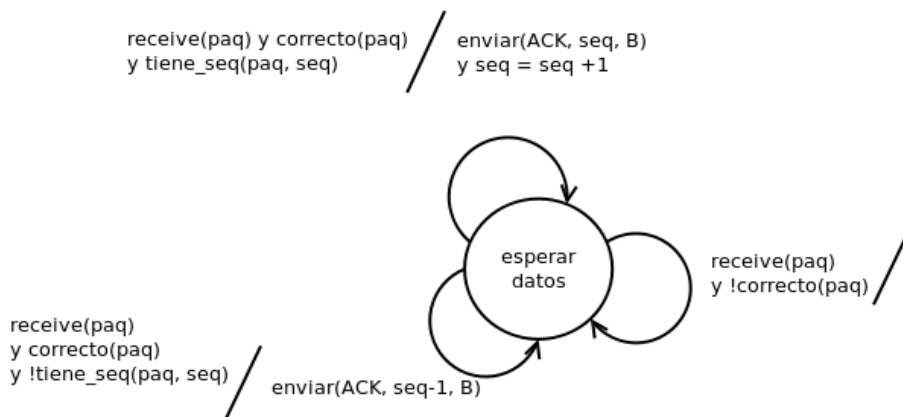 receive(paq) y correcto(paq)
y tiene_seq(paq, seq)
enviar(ACK, seq, B)
y seq = seq +1
esperar
datos
receive(paq)
y !correcto(paq)
receive(paq)
y correcto(paq)
y !tiene_seq(paq, seq)
enviar(ACK, seq-1, B)